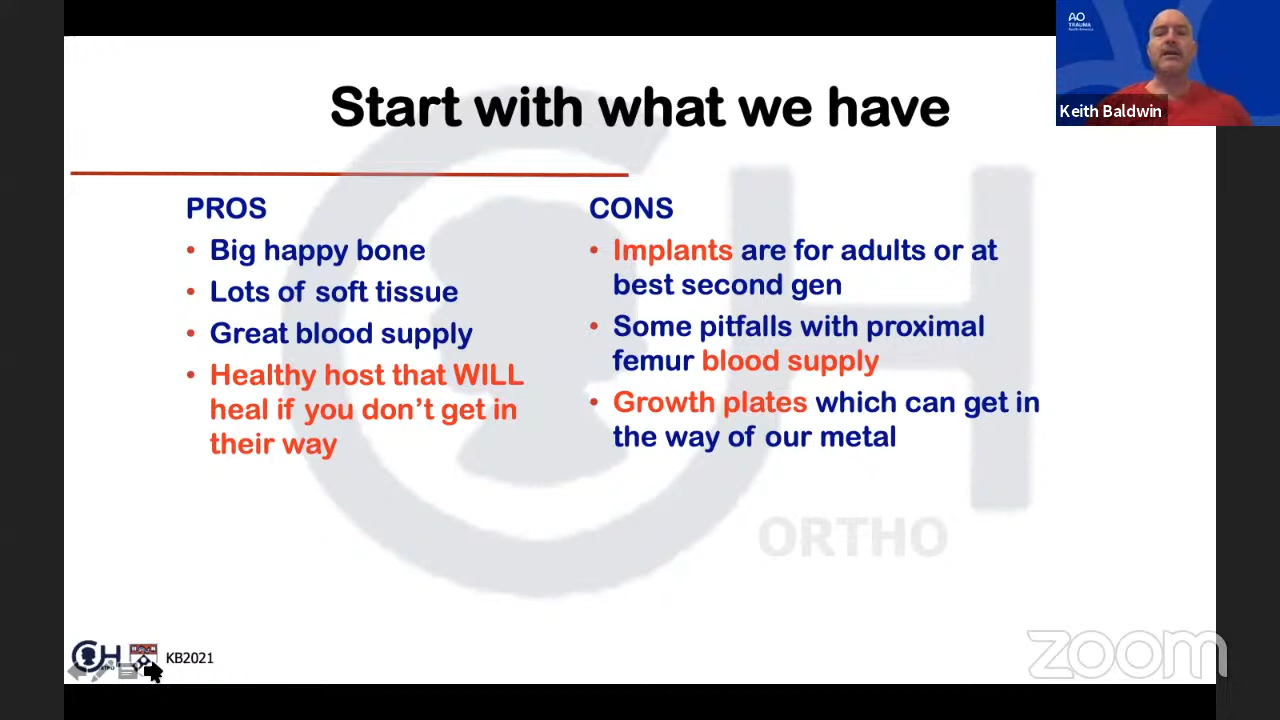 AO
TRAUMA
North America
Keith Baldwin
Start with what we have
PROS
• Big happy bone
• Lots of soft tissue
• Great blood supply
• Healthy host that WILL
heal if you don't get in
their way
CONS
• Implants are for adults or at
best second gen
• Some pitfalls with proximal
femur blood supply
• Growth plates which can get in
the way of our metal
ORTHO
KB2021
zoom